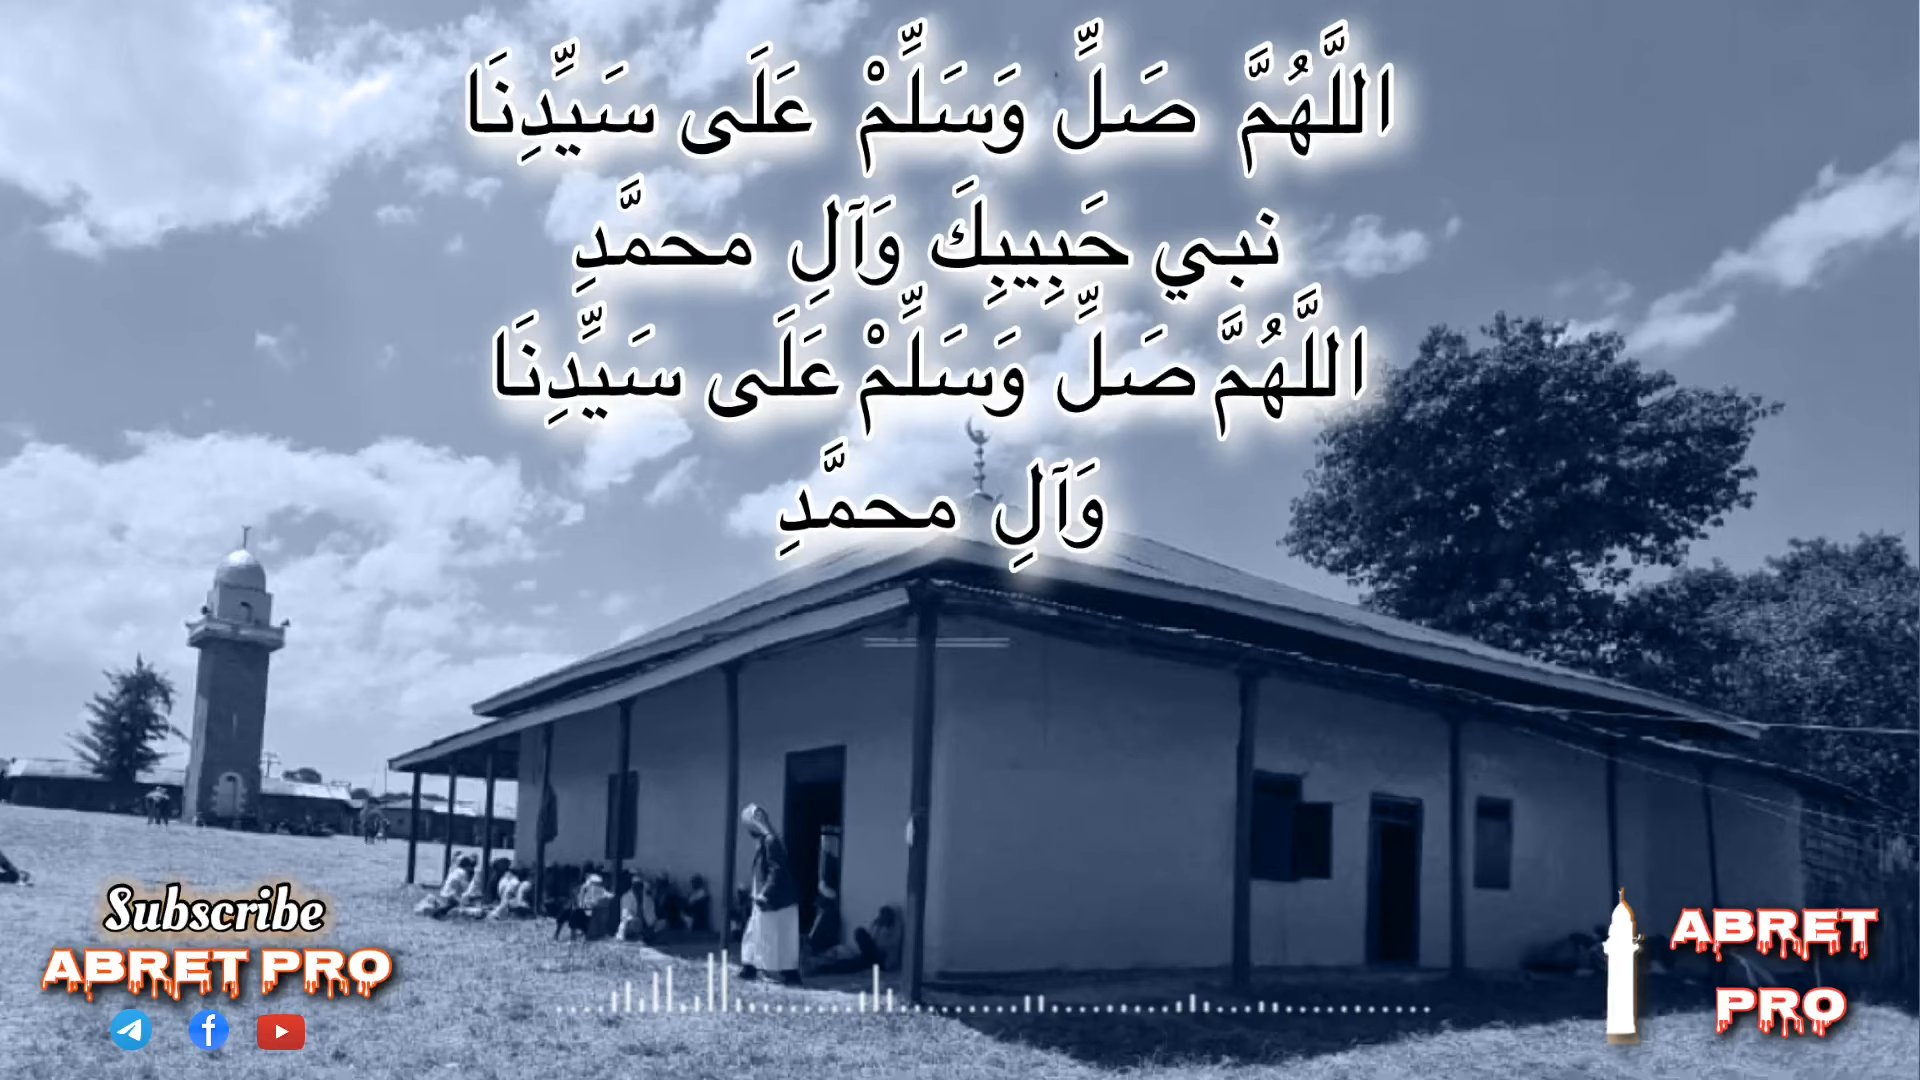 اللَّهُمَّ صَلِّ وَسَلِّمْ عَلَى سَيِّدِنَا
نبي حَبِيبِكَ وَآلِ محمَّدِ
اللَّهُمَّ صَلِّ وَسَلِّمْ عَلَى سَيِّدِنَا
وَآلِ محمَّدِ
Subscribe
ABRET PRO
ABRET
PRO